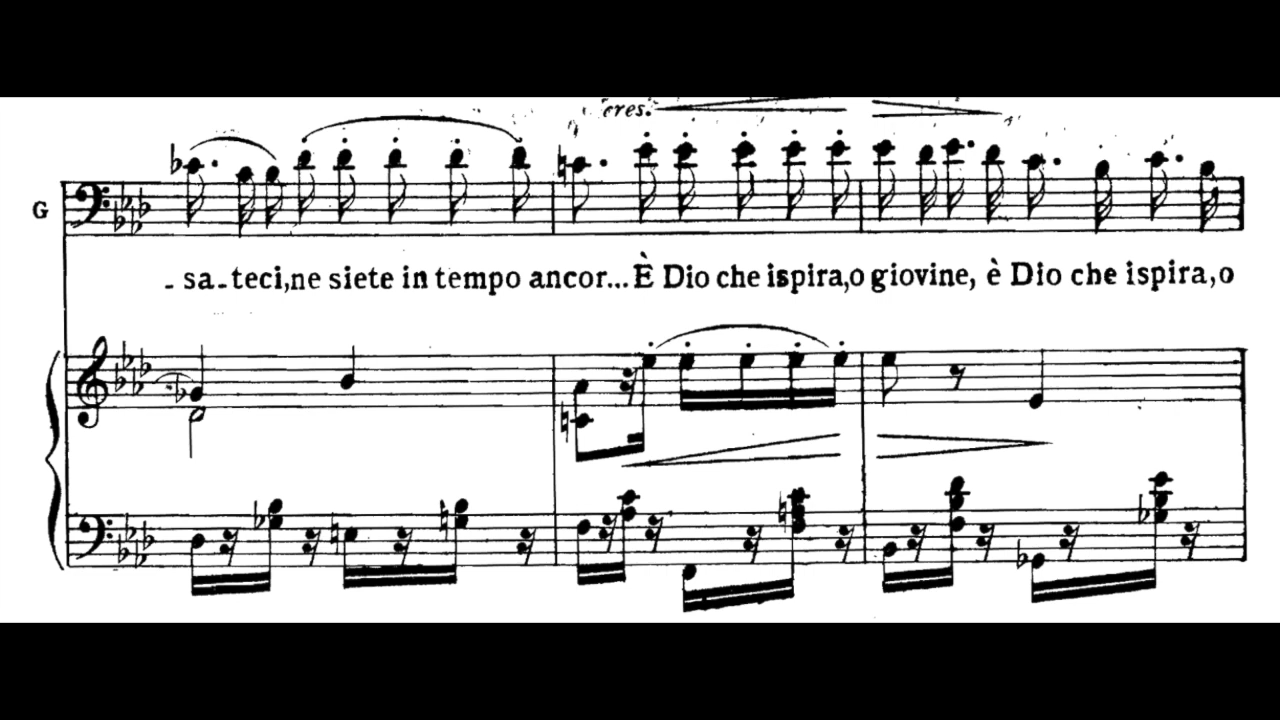 cres.
G
- sa-teci,ne siete in tempo ancor... È Dio che ispira,o giovine, è Dio che ispira,o